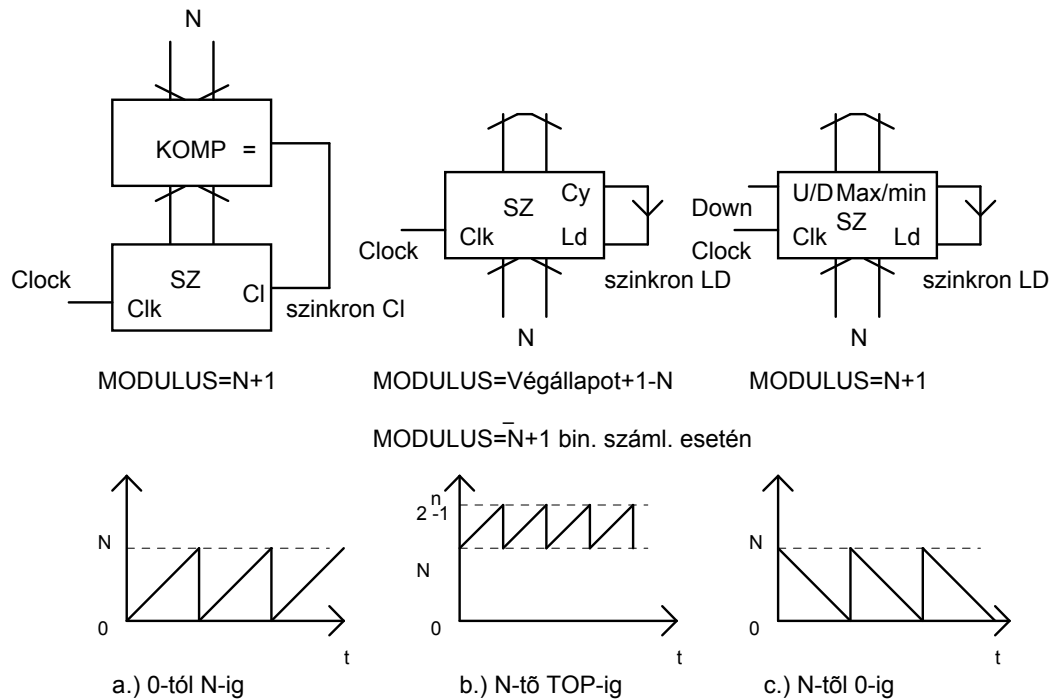 N
KOMP =
SZ
Clock
Clk
Cl
szinkron Cl
MODULUS=N+1
Cy
SZ
Clk
Ld
Clock
szinkron LD
N
MODULUS=Végállapot+1-N
MODULUS=N̅+1 bin. száml. esetén
U/D Max/min
Down
SZ
Clk
Ld
Clock
szinkron LD
N
MODULUS=N+1
N
0
t
a.) 0-tól N-ig
n
2 -1
N
0
t
b.) N-tõ TOP-ig
N
0
t
c.) N-tõl 0-ig